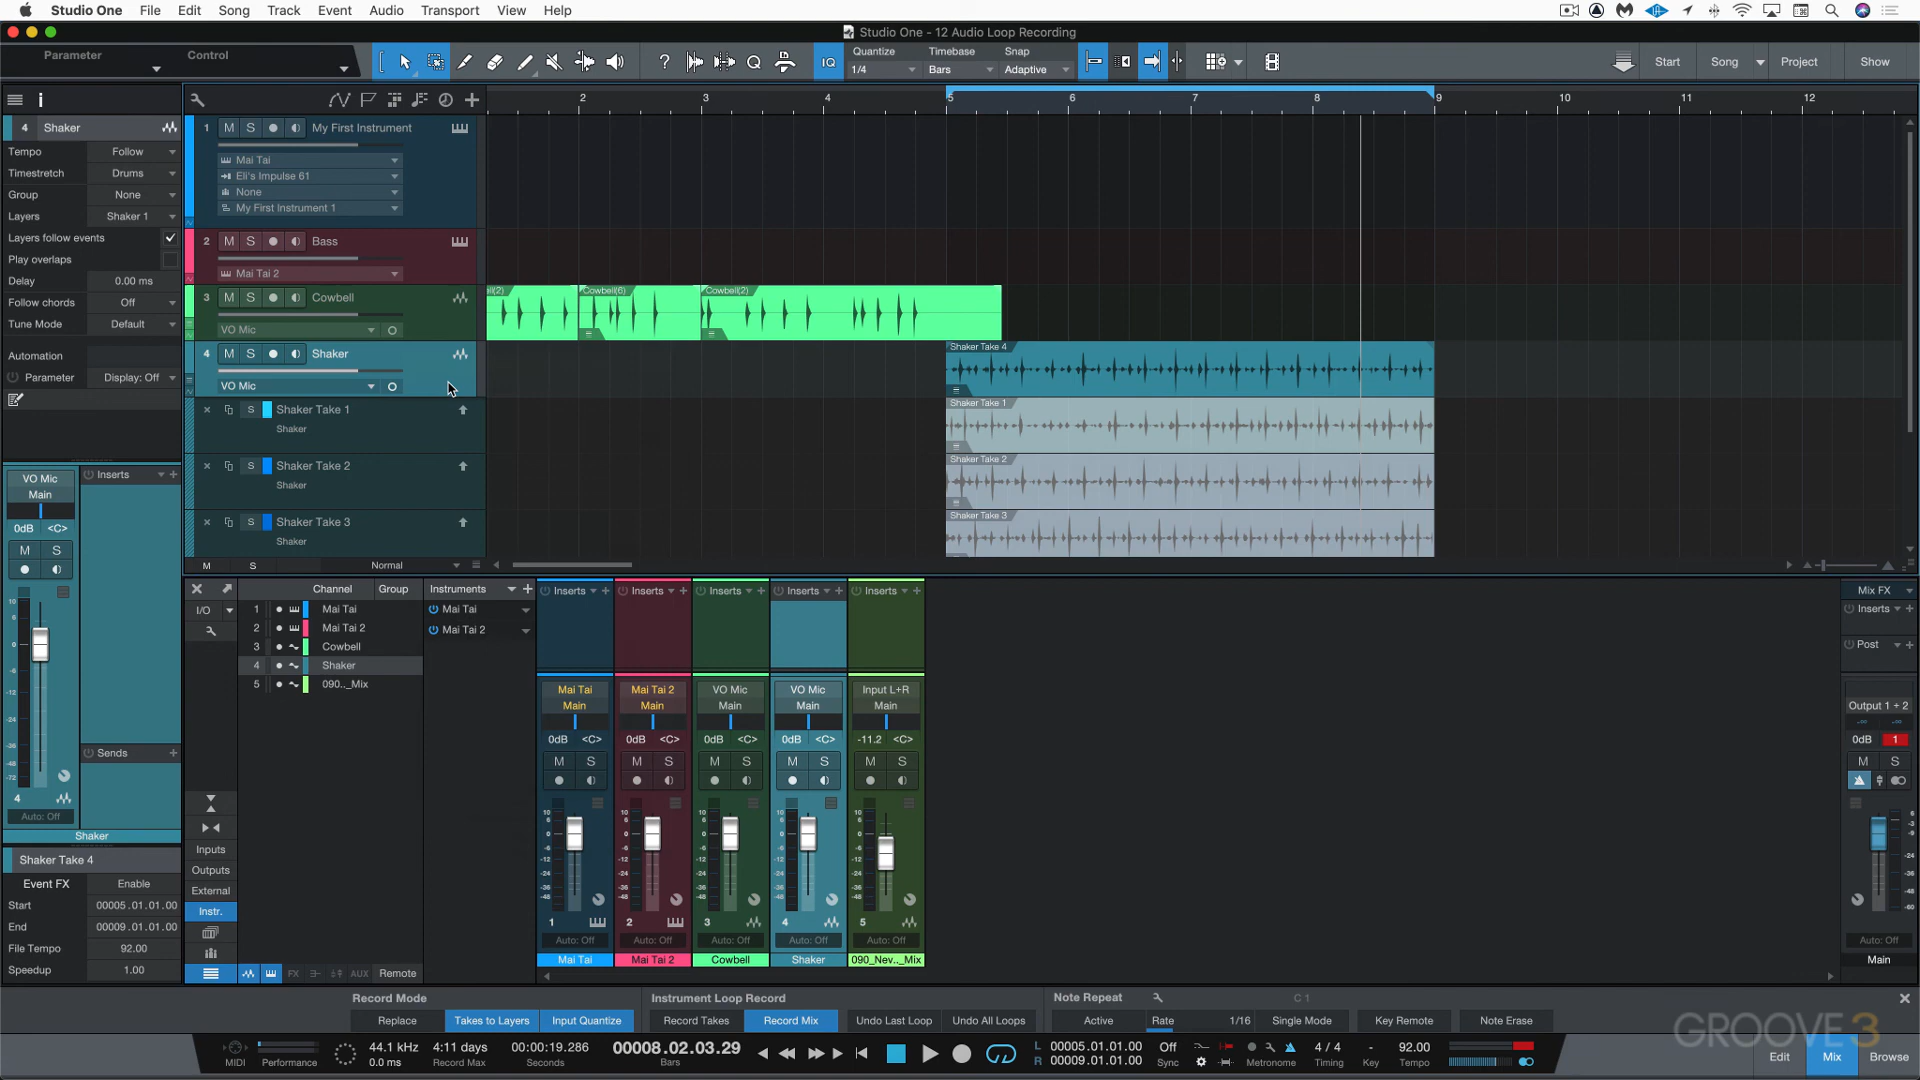 Studio One File Edit Song Track Event Audio Transport View Help
Studio One - 12 Audio Loop Recording
Parameter Control
Quantize Timebase Snap
IQ 1/4 Bars Adaptive
Start Song Project Show
2 3 4 5 6 7 8 9 10 11 12
4 Shaker
Tempo Follow
Timestretch Drums
Group None
Layers Shaker 1
Layers follow events
Play overlaps
Delay 0.00 ms
Follow chords Off
Tune Mode Default
Automation
Parameter Display: Off
1 M S My First Instrument
Mai Tai
Eli's Impulse 61
None
My First Instrument 1
2 M S Bass
Mai Tai 2
3 M S Cowbell
VO Mic
4 M S Shaker
VO Mic
S Shaker Take 1
Shaker
S Shaker Take 2
Shaker
S Shaker Take 3
Shaker
M S Normal
Cowbell(6) Cowbell(2)
Shaker Take 4
Shaker Take 1
Shaker Take 2
Shaker Take 3
VO Mic Inserts
Main
0dB <C>
M S
Sends
4
Auto: Off
Shaker
Shaker Take 4
Event FX Enable
Start 00005.01.01.00
End 00009.01.01.00
File Tempo 92.00
Speedup 1.00
I/O Channel Group
1 Mai Tai
2 Mai Tai 2
3 Cowbell
4 Shaker
5 090.._Mix
Inputs
Outputs
External
Instr.
FX AUX Remote
Instruments
Mai Tai
Mai Tai 2
Inserts Inserts Inserts Inserts Inserts
Mai Tai Mai Tai 2 VO Mic VO Mic Input L+R
Main Main Main Main Main
0dB <C> 0dB <C> 0dB <C> 0dB <C> -11.2 <C>
M S M S M S M S M S
1 2 3 4 5
Auto: Off Auto: Off Auto: Off Auto: Off Auto: Off
Mai Tai Mai Tai 2 Cowbell Shaker 090_Nev.._Mix
Mix FX
Inserts
Post
Output 1 + 2
0dB 1
M S
Auto: Off
Main
Record Mode Instrument Loop Record Note Repeat C 1
Replace Takes to Layers Input Quantize Record Takes Record Mix Undo Last Loop Undo All Loops Active Rate 1/16 Single Mode Key Remote Note Erase
MIDI Performance
44.1 kHz 4:11 days 00:00:19.286 00008.02.03.29
0.0 ms Record Max Seconds Bars
L 00005.01.01.00
R 00009.01.01.00
Off 4 / 4 - 92.00
Sync Metronome Timing Key Tempo
Edit Mix Browse
GROOVE3